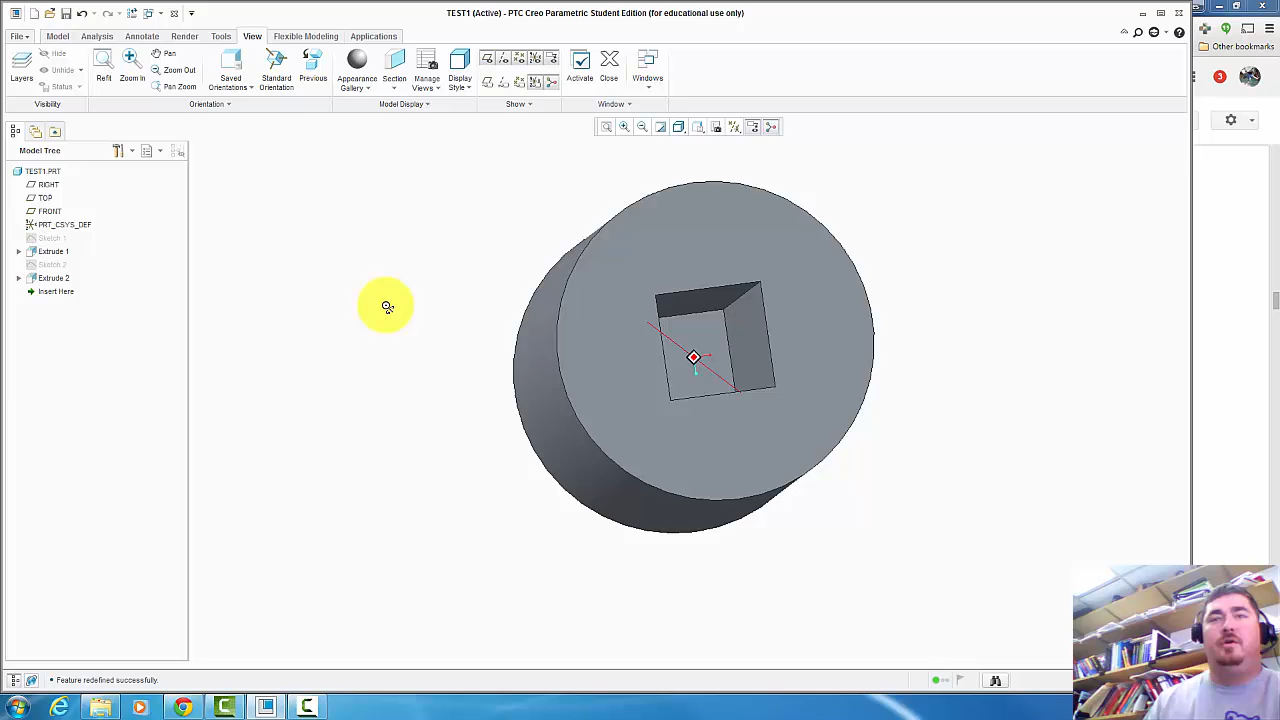 TEST1 (Active) - PTC Creo Parametric Student Edition (for educational use only)
File
Model
Analysis
Annotate
Render
Tools
View
Flexible Modeling
Applications
Other bookmarks
3
Layers
Hide
Unhide
Status
Visibility
Refit
Zoom In
Pan
Zoom Out
Pan Zoom
Saved Orientations
Standard Orientation
Previous
Orientation
Appearance Gallery
Section
Manage Views
Display Style
Model Display
Show
Activate
Close
Windows
Window
Model Tree
TEST1.PRT
RIGHT
TOP
FRONT
PRT_CSYS_DEF
Sketch 1
Extrude 1
Sketch 2
Extrude 2
Insert Here
• Feature redefined successfully.